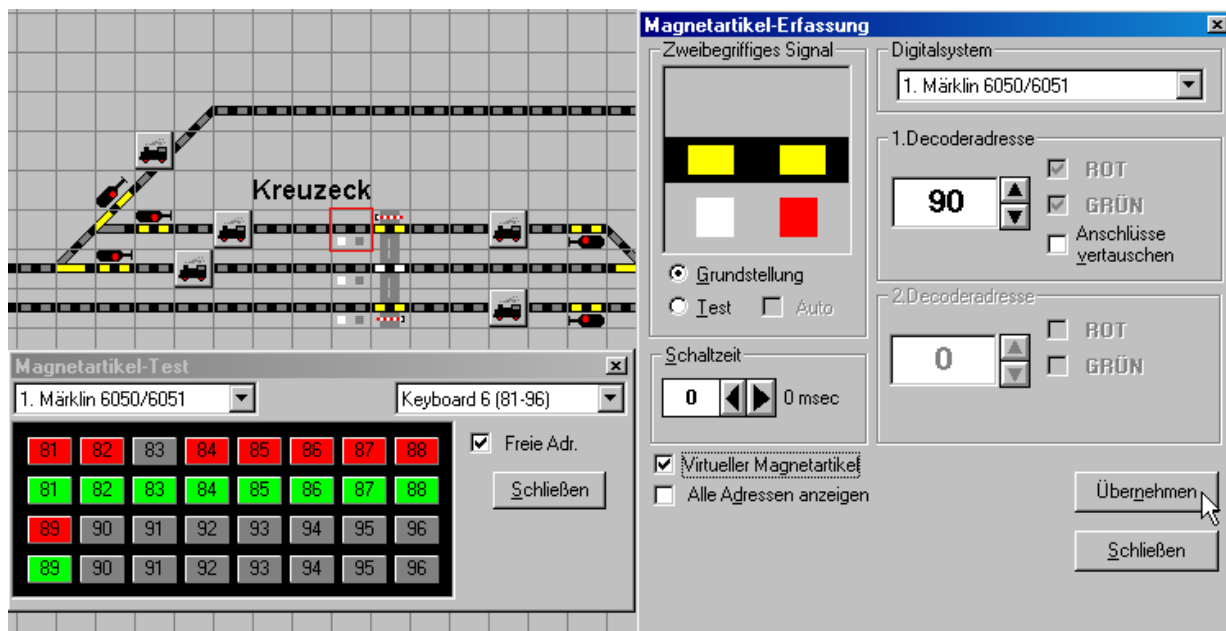 Kreuzeck
Magnetartikel-Test
1. Märklin 6050/6051
Keyboard 6 (81-96)
81 82 83 84 85 86 87 88
81 82 83 84 85 86 87 88
89 90 91 92 93 94 95 96
89 90 91 92 93 94 95 96
Freie Adr.
Schließen
Magnetartikel-Erfassung
Zweibegriffiges Signal
Grundstellung
Test
Auto
Schaltzeit
0
0 msec
Virtueller Magnetartikel
Alle Adressen anzeigen
Digitalsystem
1. Märklin 6050/6051
1.Decoderadresse
90
ROT
GRÜN
Anschlüsse
vertauschen
2.Decoderadresse
0
ROT
GRÜN
Übernehmen
Schließen